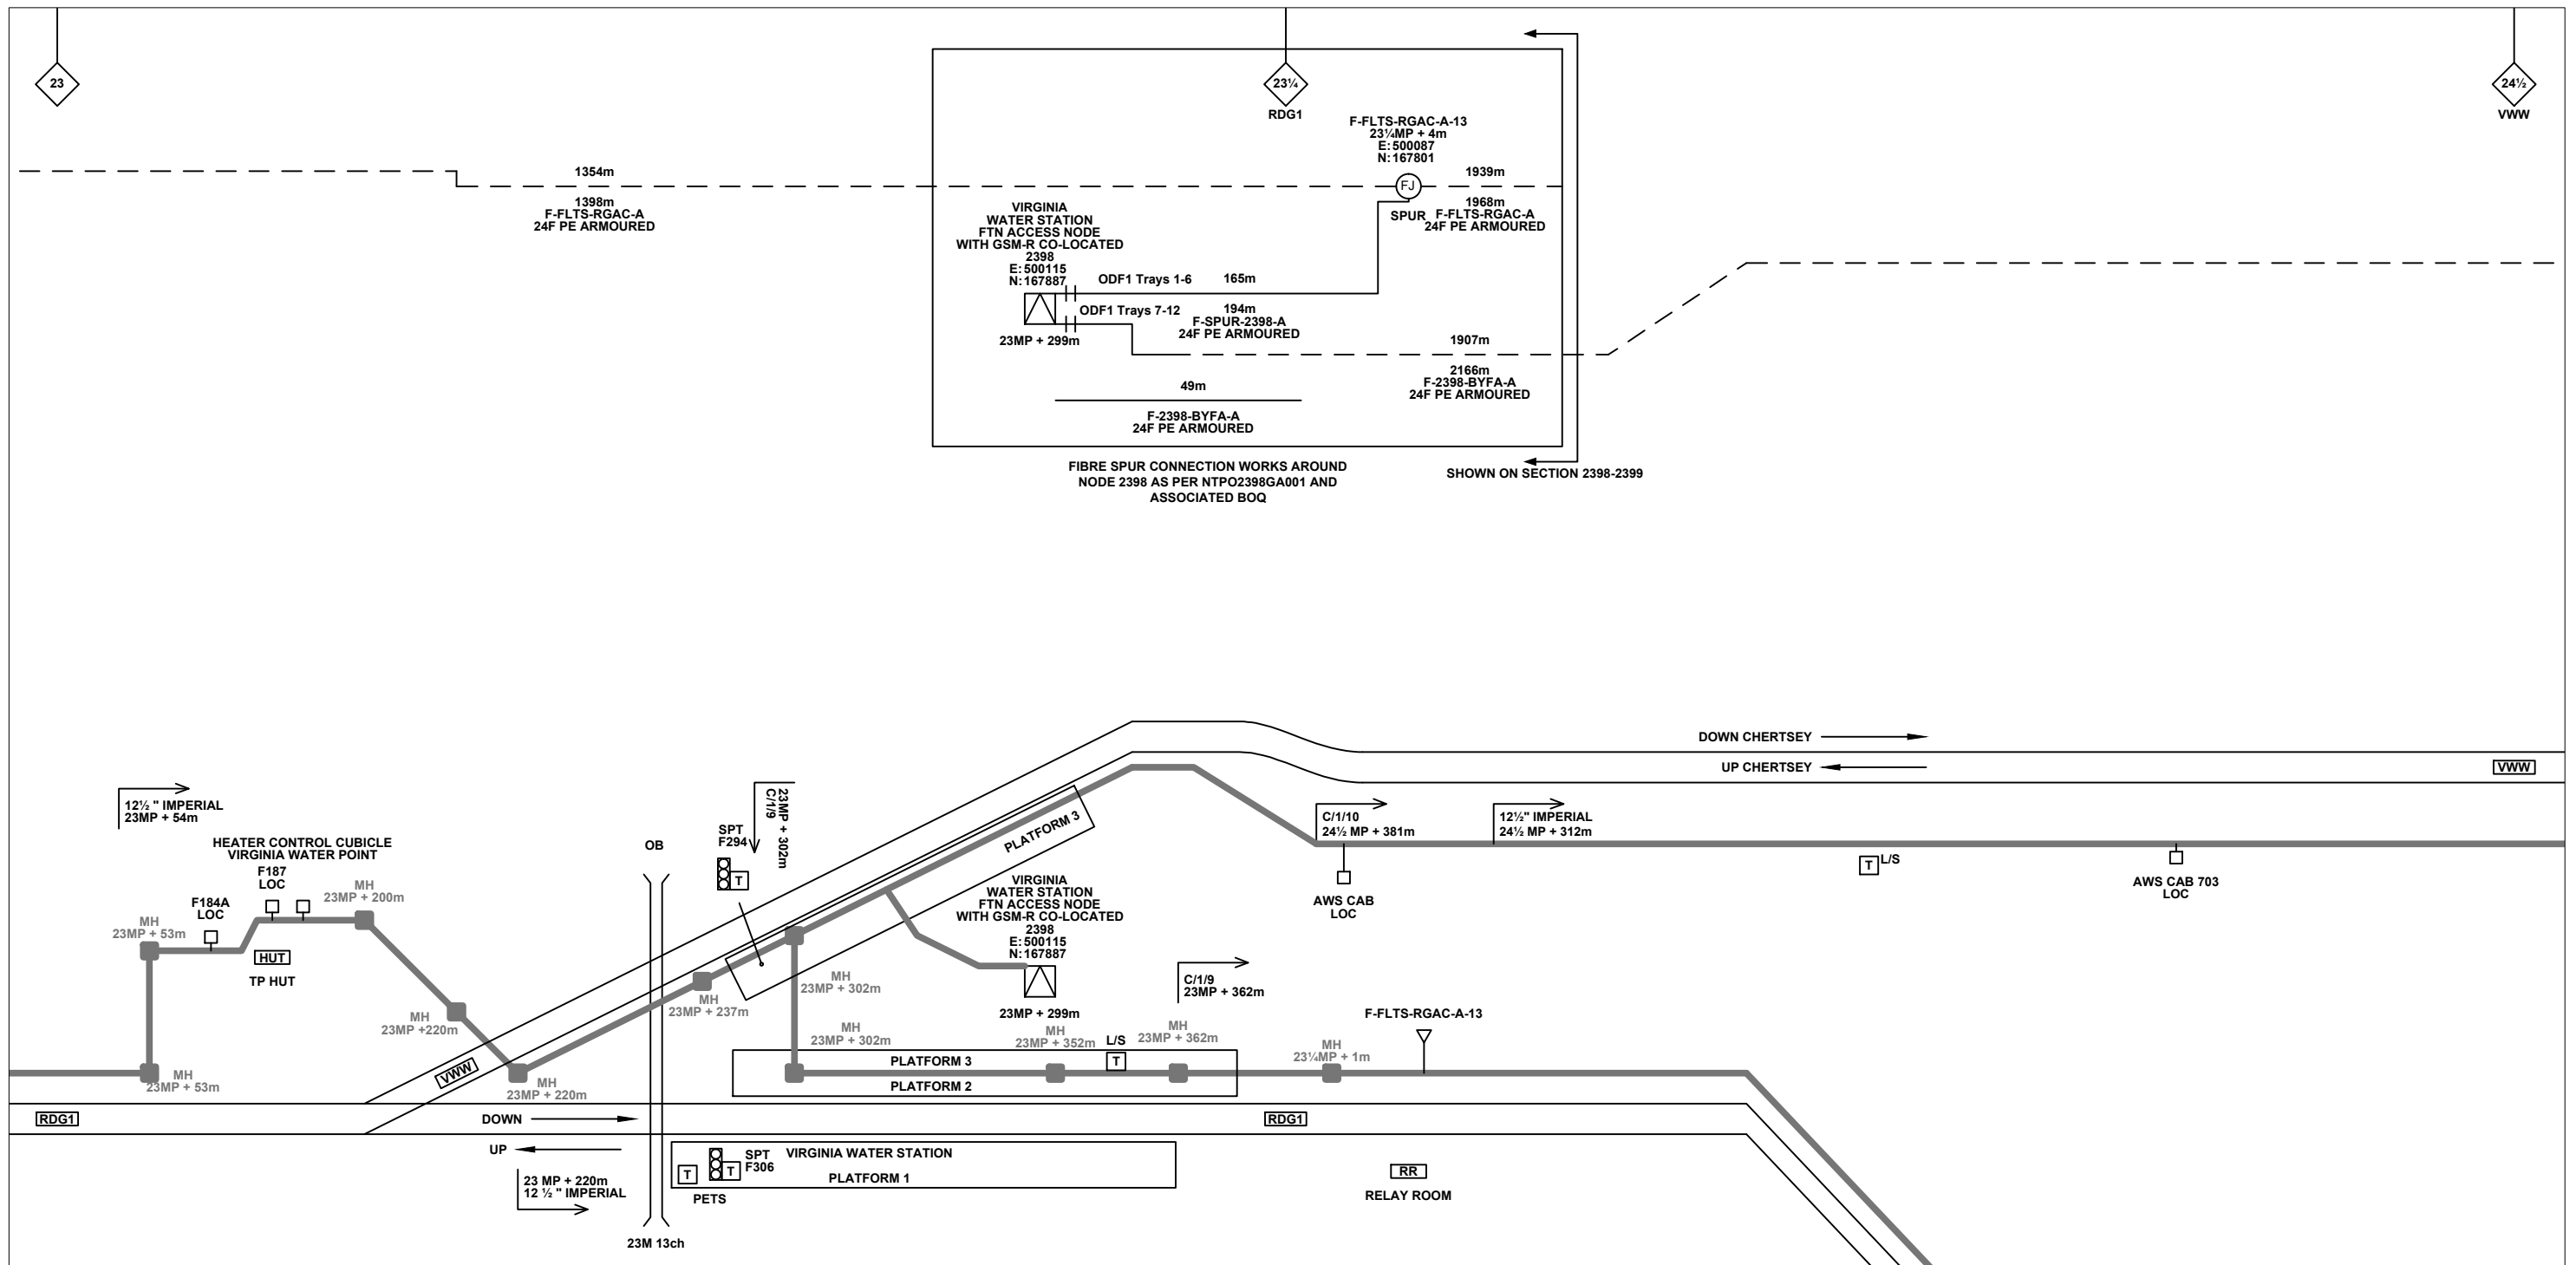 23
23¼
RDG1
24½
VWW
F-FLTS-RGAC-A-13
23¼MP + 4m
E:500087
N:167801
1354m
1398m
F-FLTS-RGAC-A
24F PE ARMOURED
FJ
1939m
SPUR
1968m
F-FLTS-RGAC-A
24F PE ARMOURED
VIRGINIA
WATER STATION
FTN ACCESS NODE
WITH GSM-R CO-LOCATED
2398
E:500115
N:167887
23MP + 299m
ODF1 Trays 1-6
165m
ODF1 Trays 7-12
194m
F-SPUR-2398-A
24F PE ARMOURED
1907m
2166m
F-2398-BYFA-A
24F PE ARMOURED
49m
F-2398-BYFA-A
24F PE ARMOURED
FIBRE SPUR CONNECTION WORKS AROUND
NODE 2398 AS PER NTPO2398GA001 AND
ASSOCIATED BOQ
SHOWN ON SECTION 2398-2399
DOWN CHERTSEY
UP CHERTSEY
VWW
12½ " IMPERIAL
23MP + 54m
HEATER CONTROL CUBICLE
VIRGINIA WATER POINT
F187
LOC
F184A
LOC
MH
23MP + 53m
MH
23MP + 200m
HUT
TP HUT
MH
23MP + 53m
MH
23MP +220m
VWW
MH
23MP + 220m
OB
SPT
F294
T
23MP + 302m
C/1/9
PLATFORM 3
MH
23MP + 237m
MH
23MP + 302m
VIRGINIA
WATER STATION
FTN ACCESS NODE
WITH GSM-R CO-LOCATED
2398
E:500115
N:167887
23MP + 299m
C/1/10
24½ MP + 381m
12½" IMPERIAL
24½ MP + 312m
AWS CAB
LOC
T
L/S
AWS CAB 703
LOC
C/1/9
23MP + 362m
MH
23MP + 302m
MH
23MP + 352m
L/S
T
MH
23MP + 362m
MH
23¼MP + 1m
F-FLTS-RGAC-A-13
PLATFORM 3
PLATFORM 2
RDG1
DOWN
RDG1
UP
23 MP + 220m
12 ½ " IMPERIAL
T
T
SPT
F306
PETS
VIRGINIA WATER STATION
PLATFORM 1
RR
RELAY ROOM
23M 13ch